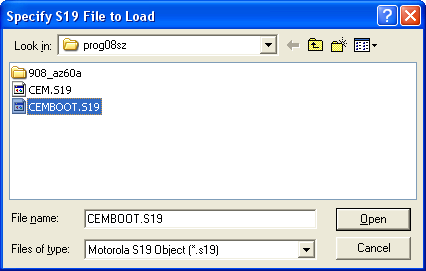 Specify S19 File to Load
Look in: prog08sz
908_az60a
CEM.S19
CEMBOOT.S19
File name: CEMBOOT.S19 Open
Files of type: Motorola S19 Object (*.s19) Cancel